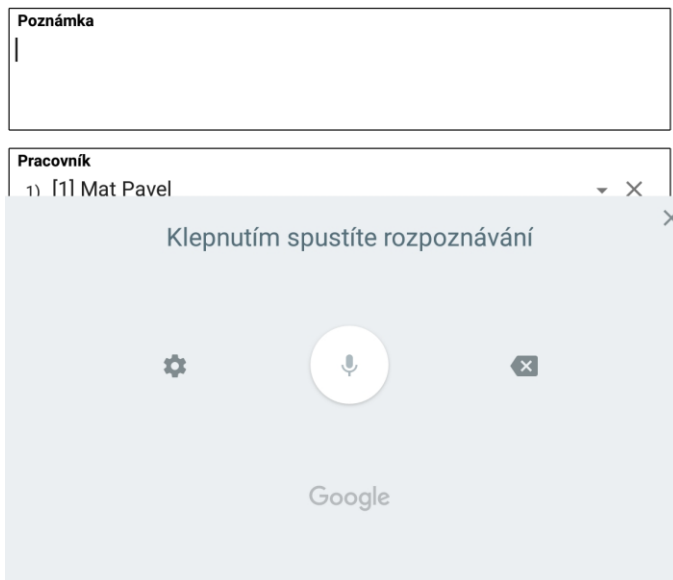 Poznámka
Pracovník
1) [1] Mat Pavel
Klepnutím spustíte rozpoznávání
Google